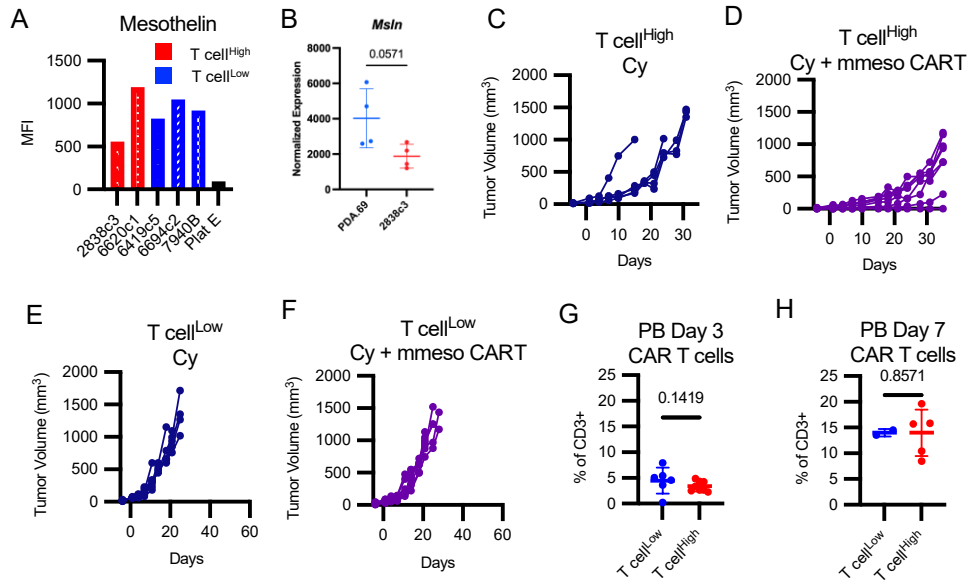 A
Mesothelin
T cellHigh
T cellLow
MFI
1500
1000
500
0
2838c3
6620c1
6419c5
6694c2
7940B
Plat E
B
Msln
0.0571
Normalized Expression
8000
6000
4000
2000
0
PDA.69
2838c3
C
T cellHigh
Cy
Tumor Volume (mm3)
2000
1500
1000
500
0
0 10 20 30
Days
D
T cellHigh
Cy + mmeso CART
Tumor Volume (mm3)
2000
1500
1000
500
0
0 10 20 30
Days
E
T cellLow
Cy
Tumor Volume (mm3)
2000
1500
1000
500
0
0 20 40 60
Days
F
T cellLow
Cy + mmeso CART
Tumor Volume (mm3)
2000
1500
1000
500
0
0 20 40 60
Days
G
PB Day 3
CAR T cells
0.1419
% of CD3+
25
20
15
10
5
0
T cellLow
T cellHigh
H
PB Day 7
CAR T cells
0.8571
% of CD3+
25
20
15
10
5
0
T cellLow
T cellHigh